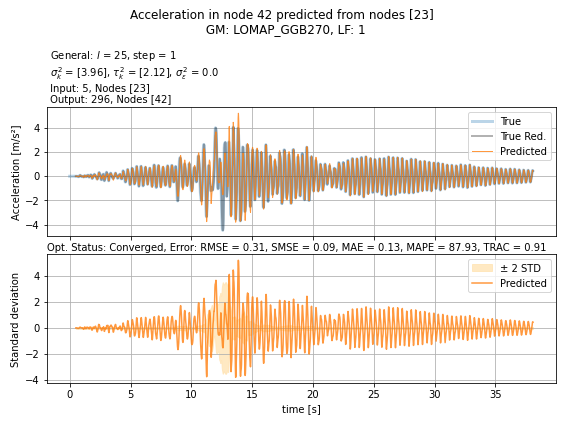 Acceleration in node 42 predicted from nodes [23]
GM: LOMAP_GGB270, LF: 1
General: l = 25, step = 1
σ²ₖ = [3.96], τ²ₖ = [2.12], σ²ε = 0.0
Input: 5, Nodes [23]
Output: 296, Nodes [42]
Acceleration [m/s²]
4
2
0
−2
−4
True
True Red.
Predicted
Opt. Status: Converged, Error: RMSE = 0.31, SMSE = 0.09, MAE = 0.13, MAPE = 87.93, TRAC = 0.91
Standard deviation
4
2
0
−2
−4
± 2 STD
Predicted
0 5 10 15 20 25 30 35
time [s]